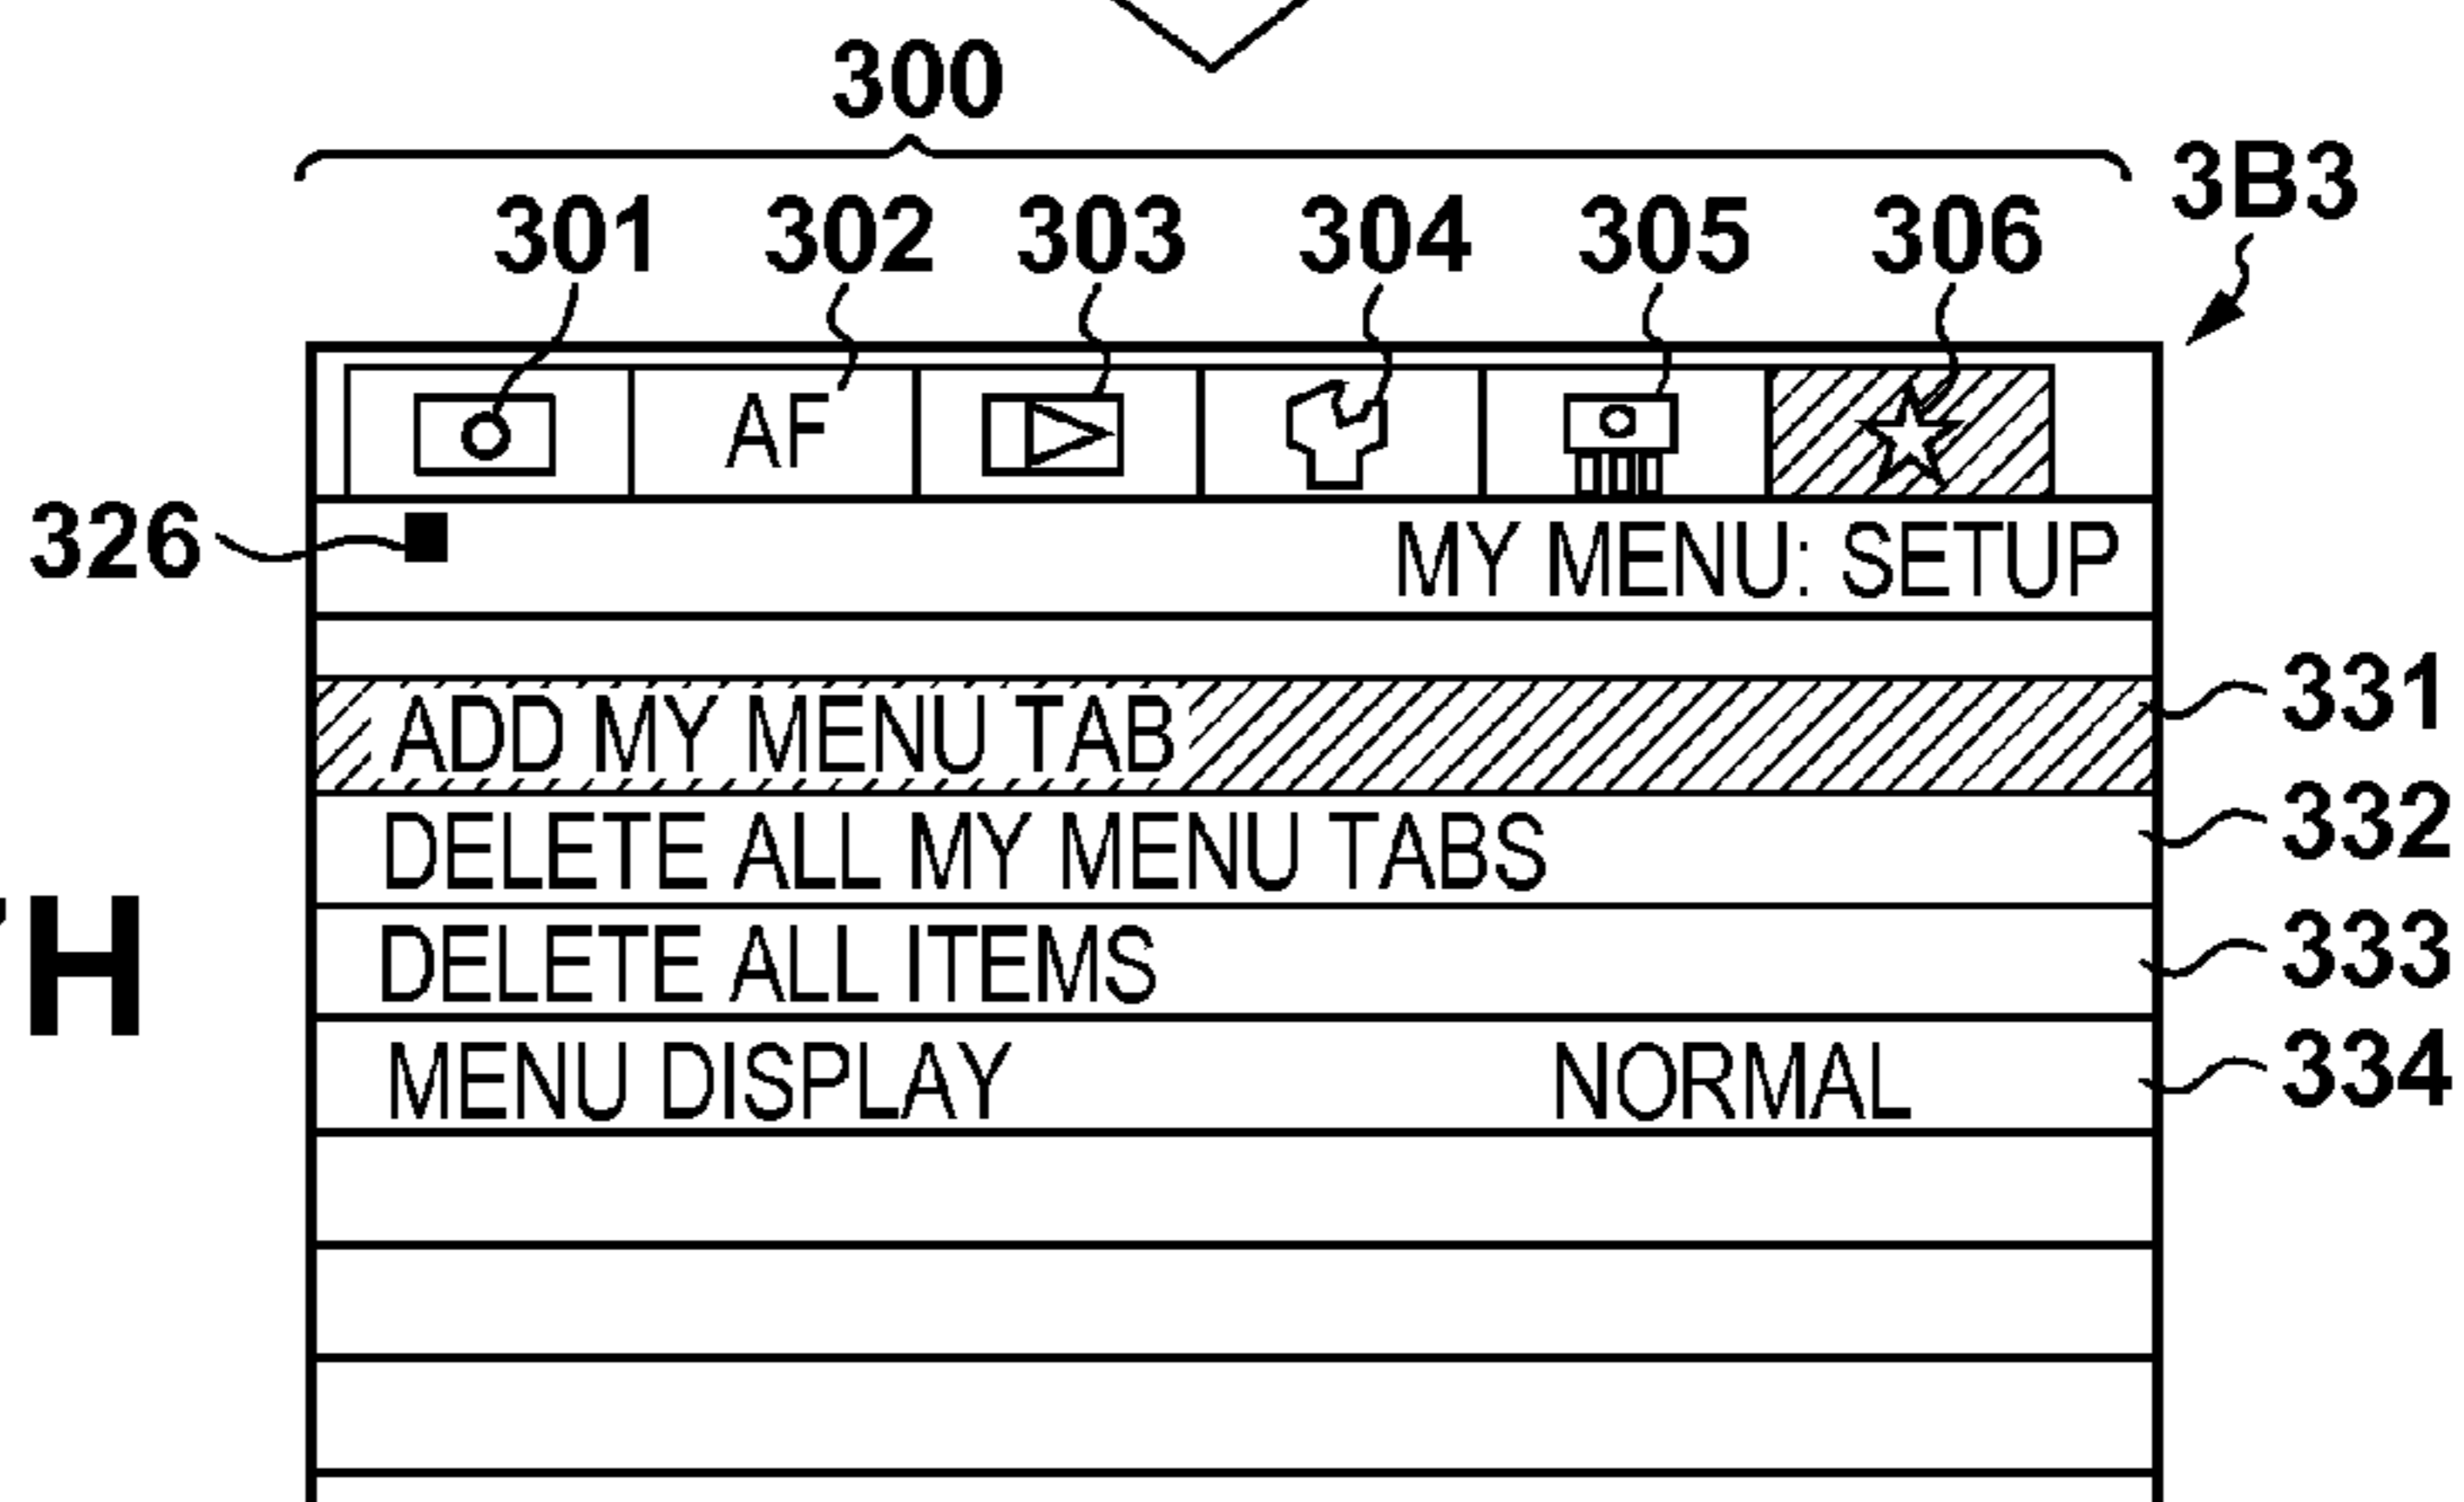 300
3B3
301 302 303 304 305 306
AF
326
MY MENU: SETUP
ADD MY MENU TAB 331
DELETE ALL MY MENU TABS 332
H
DELETE ALL ITEMS 333
MENU DISPLAY NORMAL 334